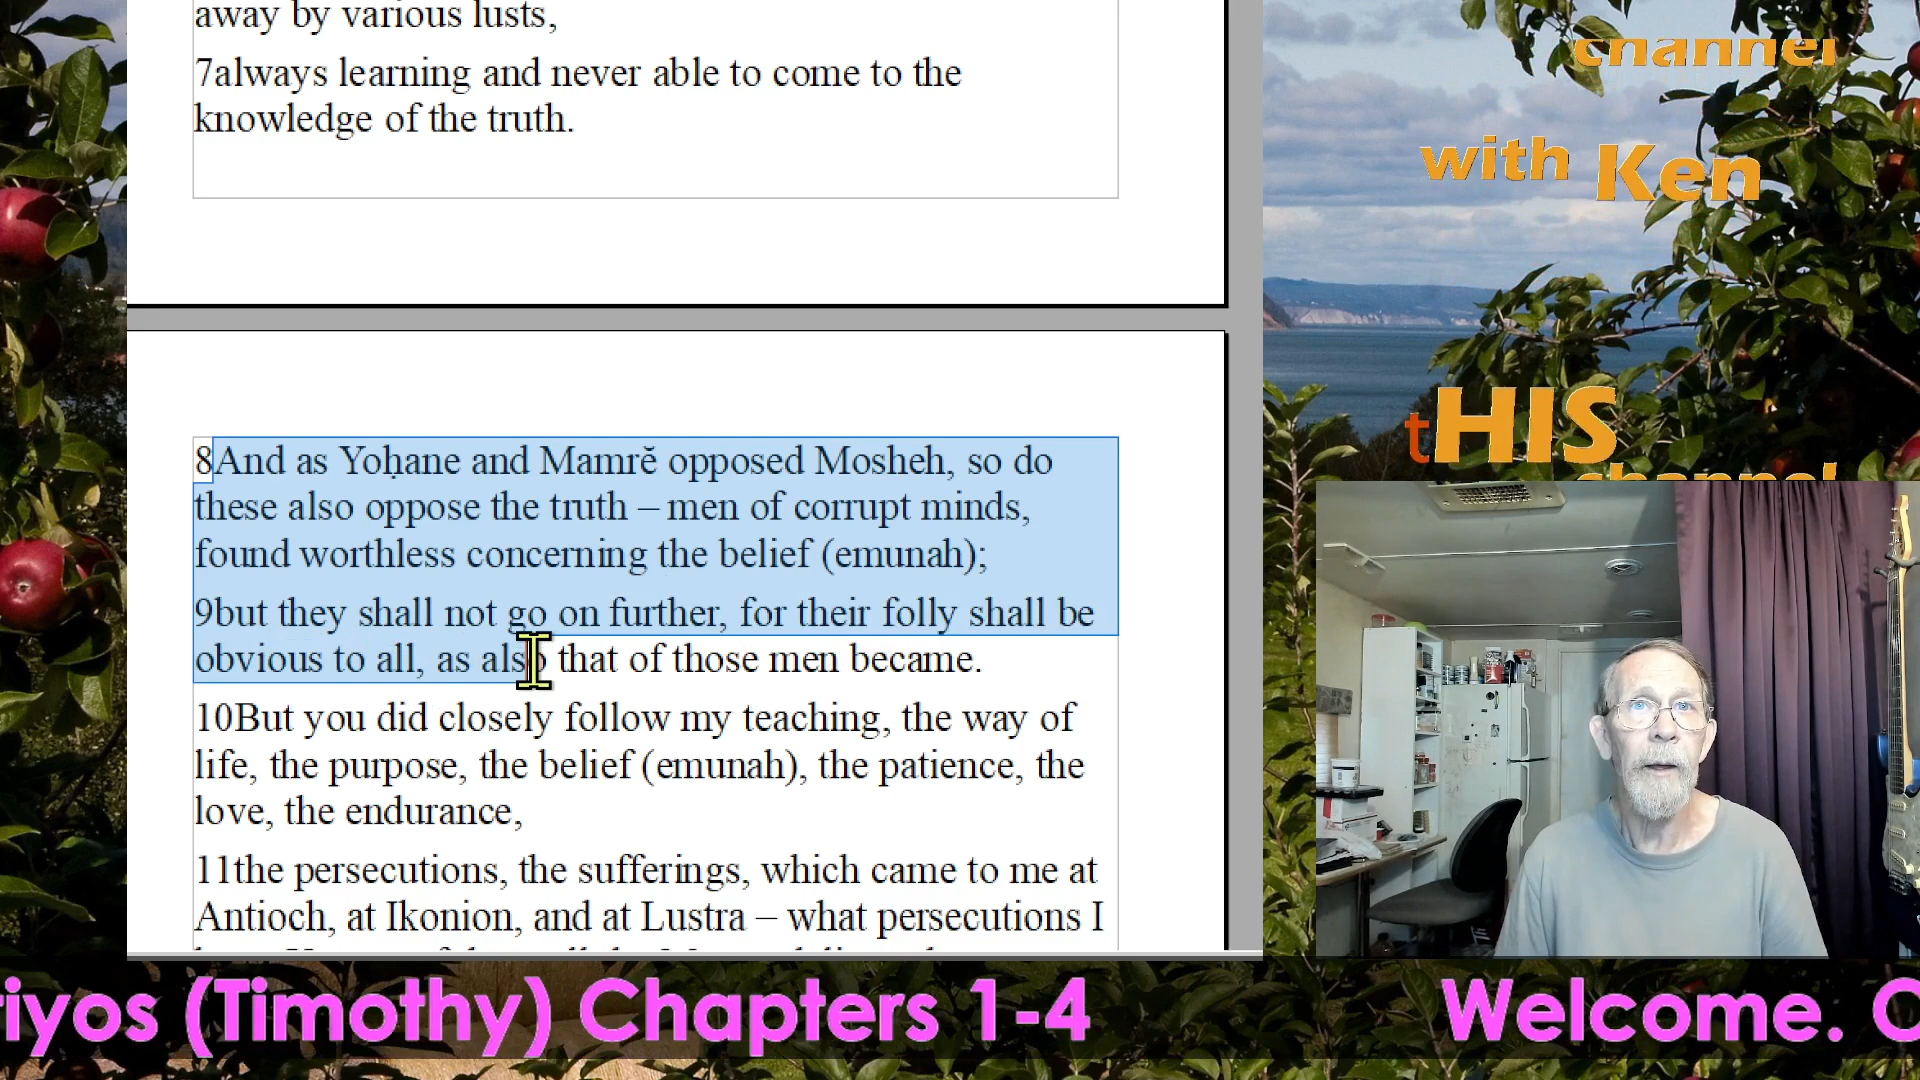 away by various lusts,
7always learning and never able to come to the
knowledge of the truth.
8And as Yoḥane and Mamrĕ opposed Mosheh, so do
these also oppose the truth – men of corrupt minds,
found worthless concerning the belief (emunah);
9but they shall not go on further, for their folly shall be
obvious to all, as also that of those men became.
10But you did closely follow my teaching, the way of
life, the purpose, the belief (emunah), the patience, the
love, the endurance,
11the persecutions, the sufferings, which came to me at
Antioch, at Ikonion, and at Lustra – what persecutions I
channel
with Ken
tHIS
channel
iyos (Timothy) Chapters 1-4
Welcome.